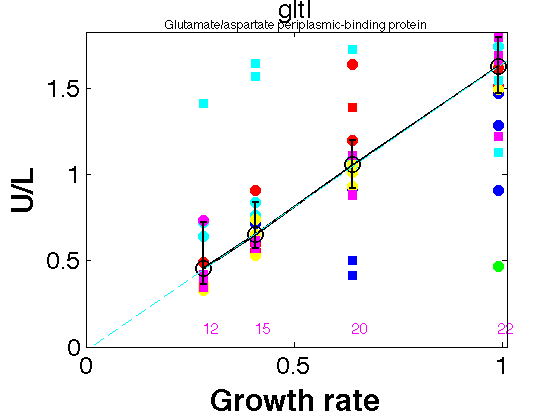 gltI
Glutamate/aspartate periplasmic-binding protein
U/L
1.5
1
0.5
0
12
15
20
22
0
0.5
1
Growth rate